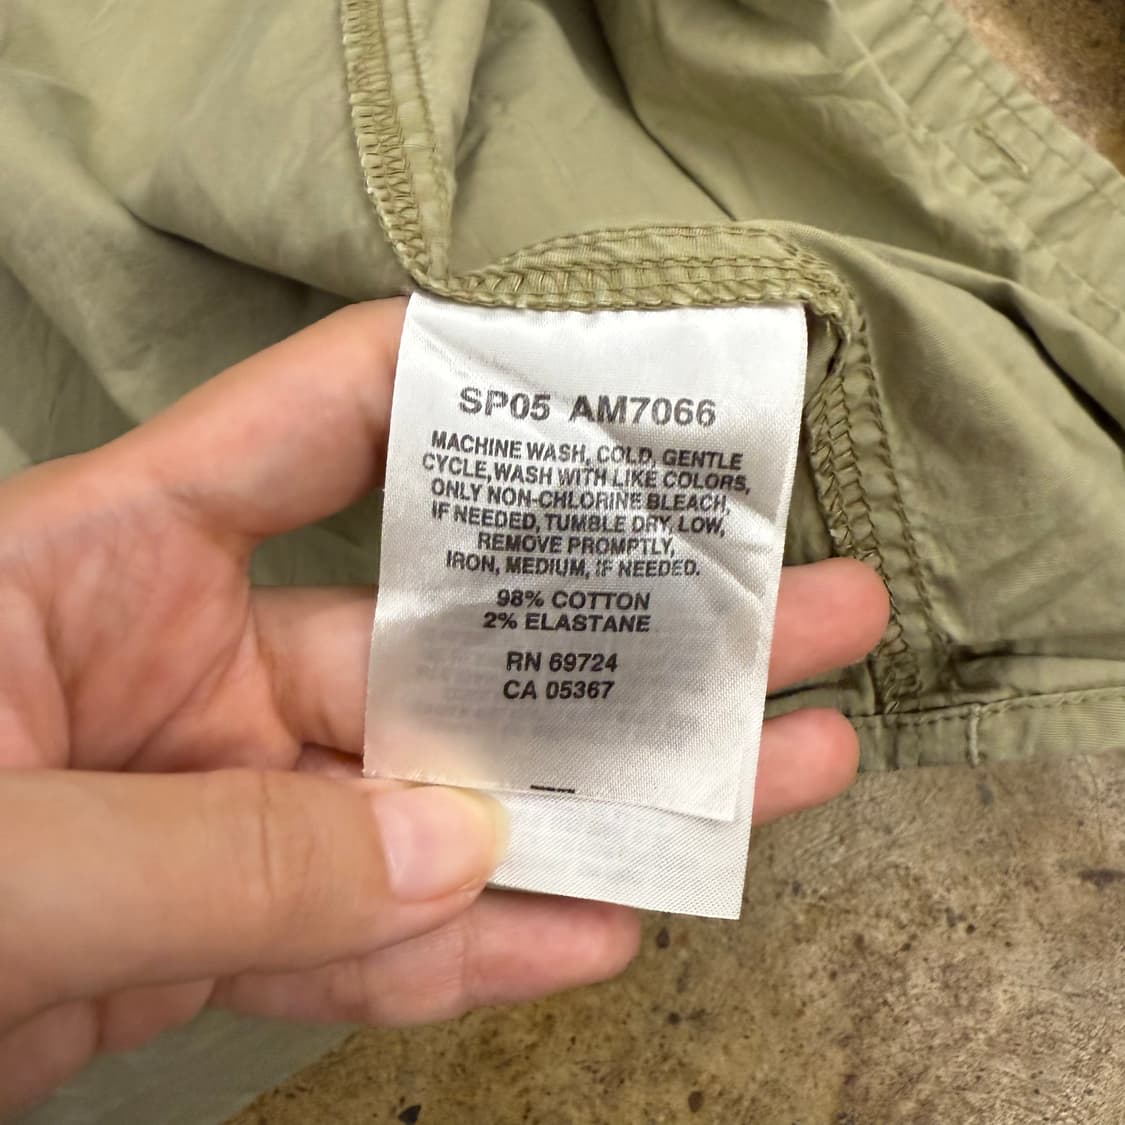 SP05 AM7066
MACHINE WASH, COLD, GENTLE
CYCLE, WASH WITH LIKE COLORS,
ONLY NON-CHLORINE BLEACH,
IF NEEDED, TUMBLE DRY, LOW,
REMOVE PROMPTLY,
IRON, MEDIUM, IF NEEDED.
98% COTTON
2% ELASTANE
RN 69724
CA 05367